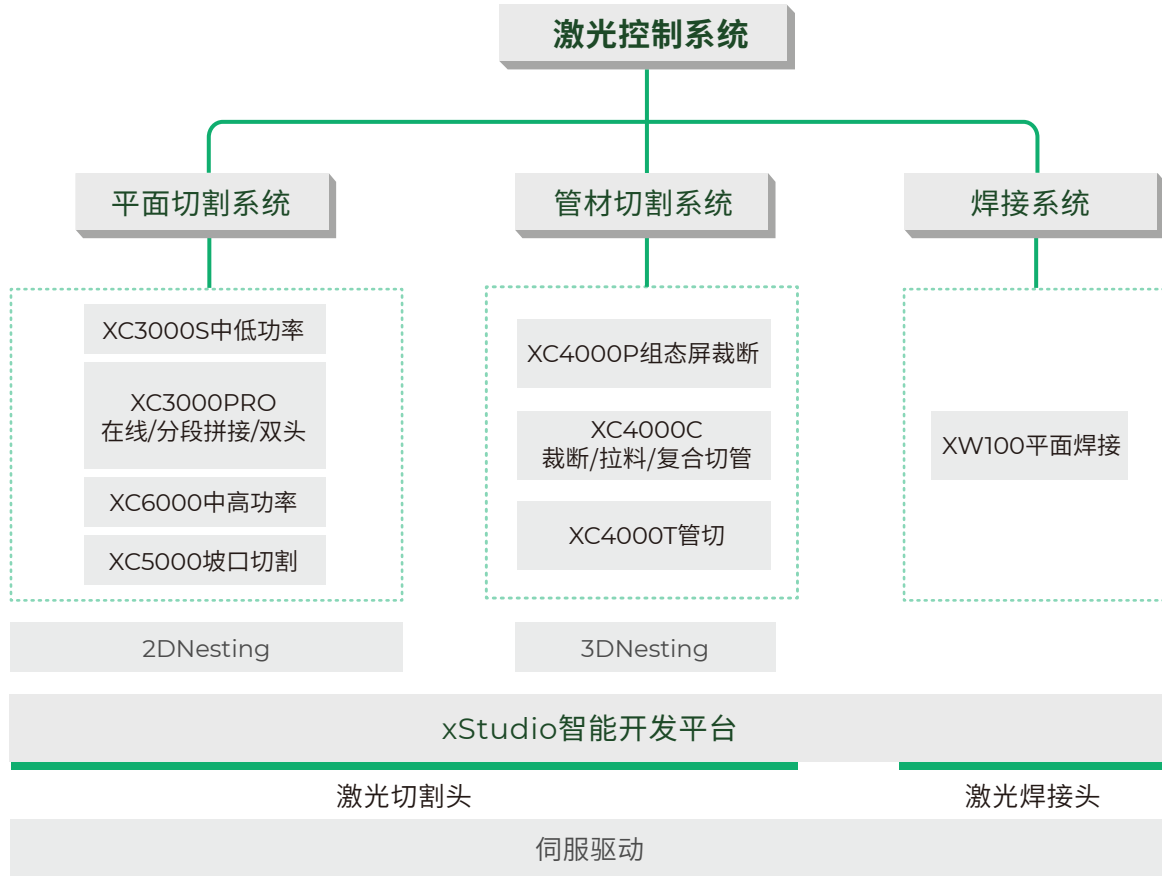 激光控制系统
平面切割系统
管材切割系统
焊接系统
XC3000S中低功率
XC3000PRO
在线/分段拼接/双头
XC6000中高功率
XC5000坡口切割
XC4000P组态屏裁断
XC4000C
裁断/拉料/复合切管
XC4000T管切
XW100平面焊接
2DNesting
3DNesting
xStudio智能开发平台
激光切割头
激光焊接头
伺服驱动